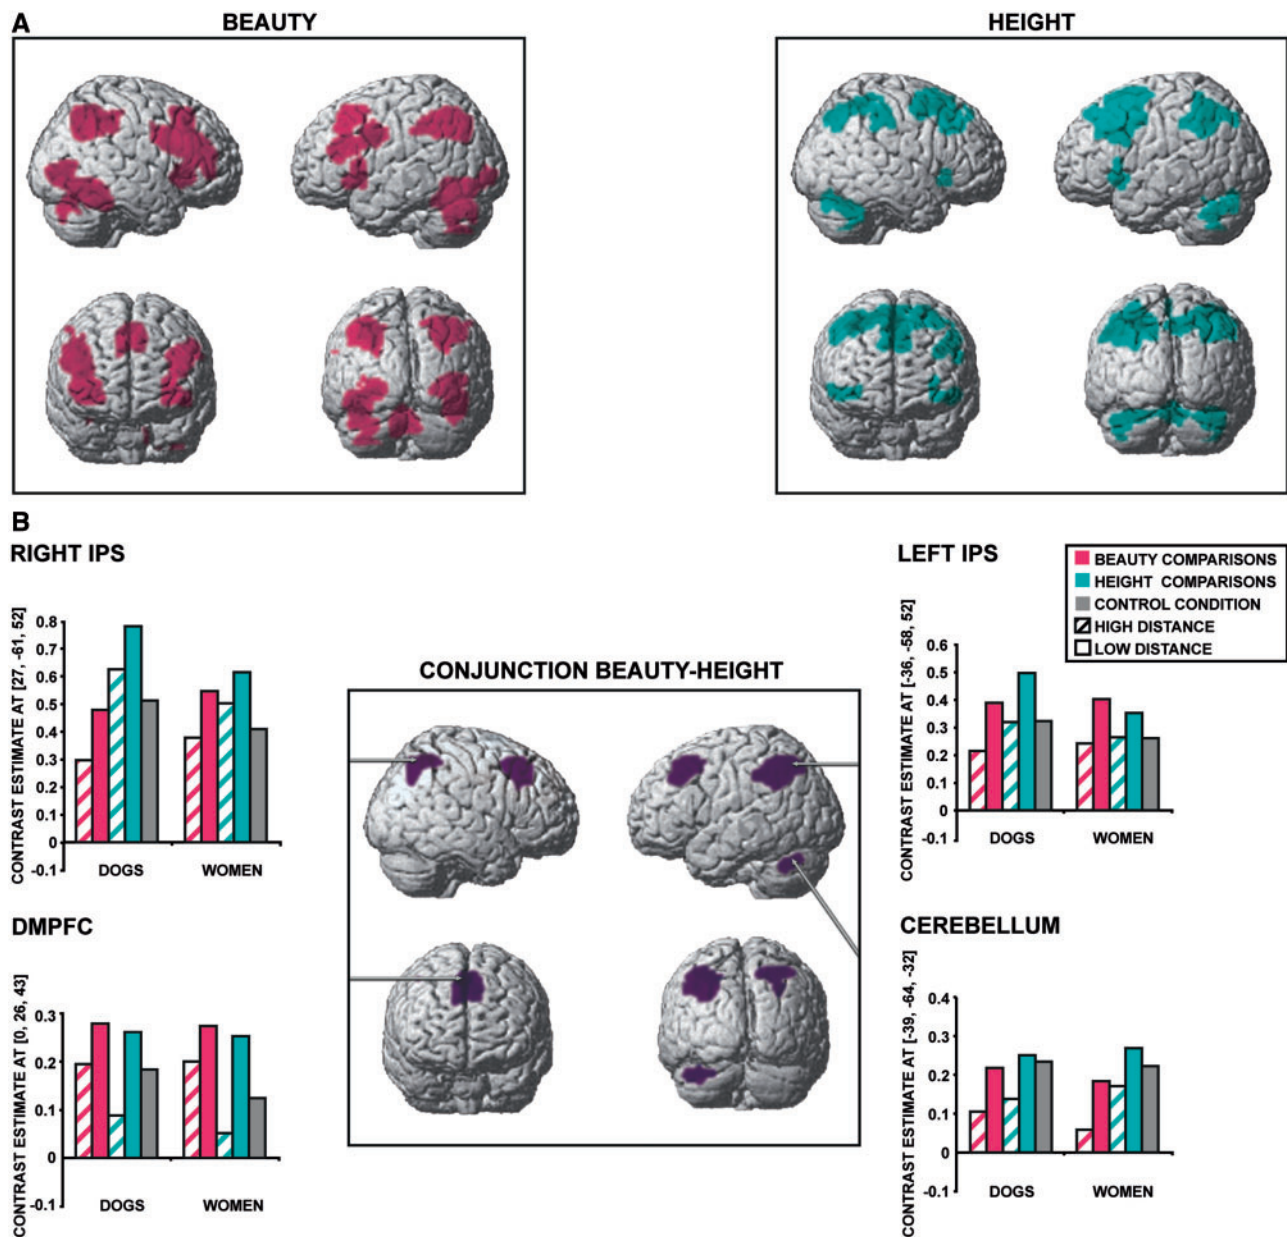 A
BEAUTY
HEIGHT
B
RIGHT IPS
CONTRAST ESTIMATE AT [27, -61, 52]
0.8
0.7
0.6
0.5
0.4
0.3
0.2
0.1
0
-0.1
DOGS
WOMEN
LEFT IPS
CONTRAST ESTIMATE AT [-36, -58, 52]
0.6
0.5
0.4
0.3
0.2
0.1
0
-0.1
DOGS
WOMEN
BEAUTY COMPARISONS
HEIGHT COMPARISONS
CONTROL CONDITION
HIGH DISTANCE
LOW DISTANCE
CONJUNCTION BEAUTY-HEIGHT
DMPFC
CONTRAST ESTIMATE AT [0, 26, 43]
0.3
0.2
0.1
0
-0.1
DOGS
WOMEN
CEREBELLUM
CONTRAST ESTIMATE AT [-39, -64, -32]
0.4
0.3
0.2
0.1
0
-0.1
DOGS
WOMEN